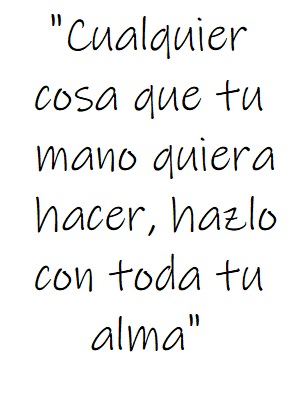 "Cualquier
cosa que tu
mano quiera
hacer, hazlo
con toda tu
alma"